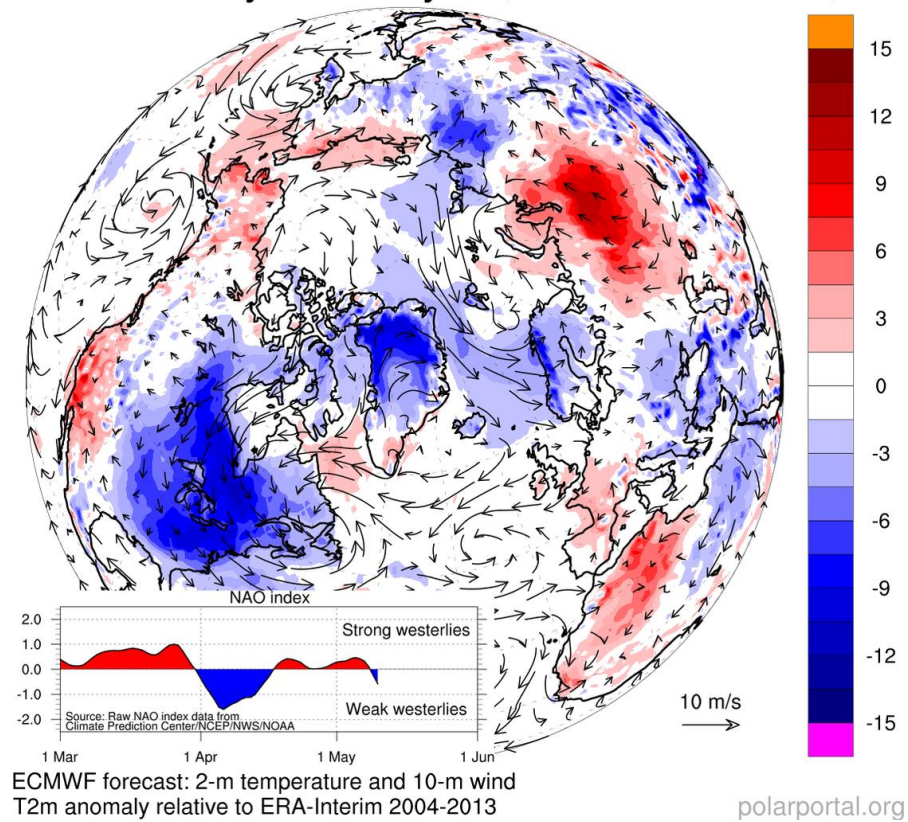 15
12
9
6
3
0
-3
-6
-9
-12
-15
NAO index
2.0
1.0
0.0
-1.0
-2.0
Strong westerlies
Weak westerlies
Source: Raw NAO index data from
Climate Prediction Center/NCEP/NWS/NOAA
1 Mar
1 Apr
1 May
1 Jun
10 m/s
ECMWF forecast: 2-m temperature and 10-m wind
T2m anomaly relative to ERA-Interim 2004-2013
polarportal.org